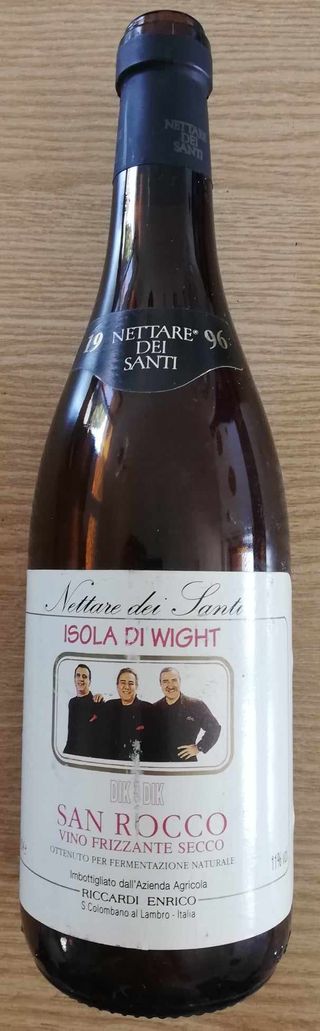 NETTARE
DEI
SANTI
19 NETTARE® 96
DEI
SANTI
Nettare dei Santi
ISOLA DI WIGHT
DIK DIK
SAN ROCCO
VINO FRIZZANTE SECCO
OTTENUTO PER FERMENTAZIONE NATURALE
11% vol
Imbottigliato dall'Azienda Agricola
RICCARDI ENRICO
S. Colombano al Lambro - Italia